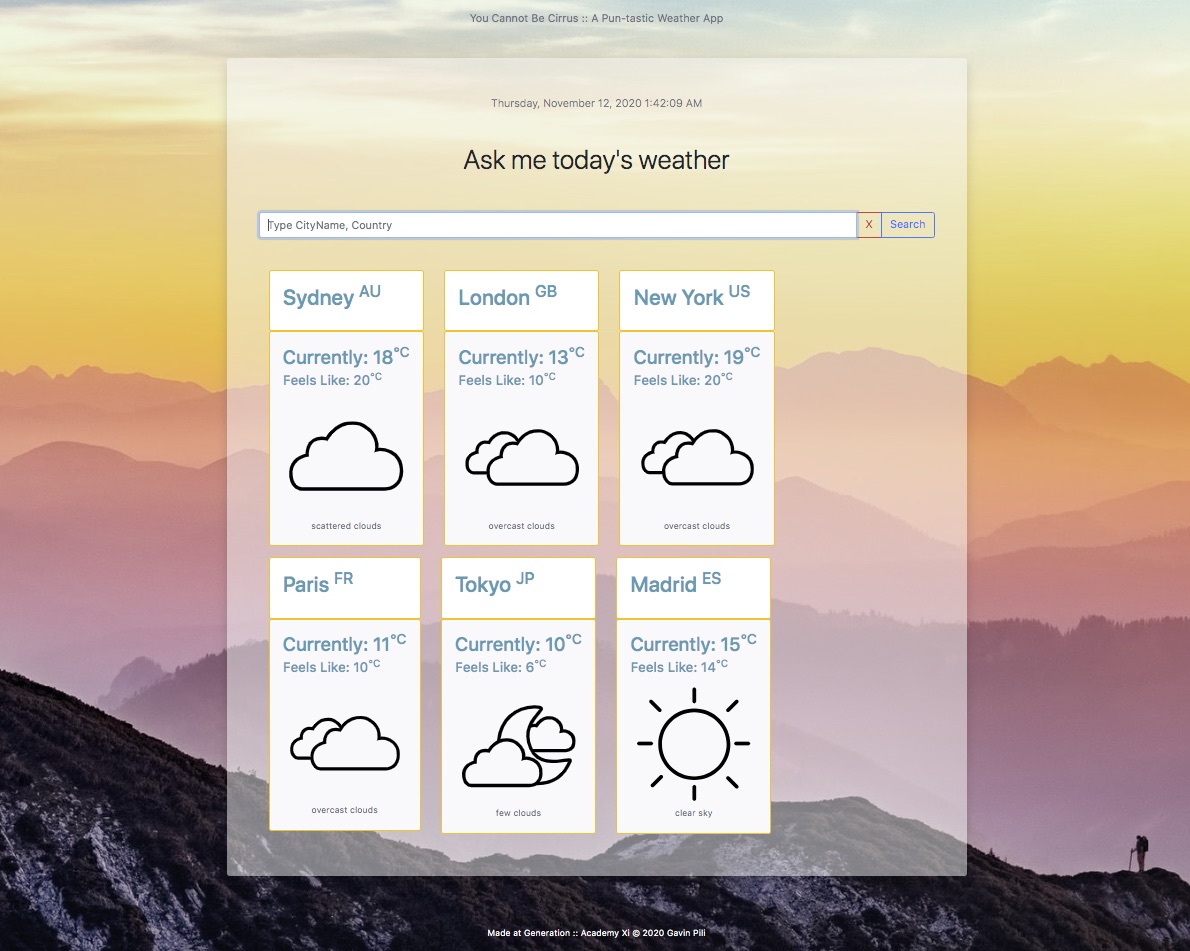 You Cannot Be Cirrus :: A Pun-tastic Weather App
Thursday, November 12, 2020 1:42:09 AM
Ask me today's weather
Type CityName, Country
X
Search
Sydney AU
Currently: 18°C
Feels Like: 20°C
scattered clouds
London GB
Currently: 13°C
Feels Like: 10°C
overcast clouds
New York US
Currently: 19°C
Feels Like: 20°C
overcast clouds
Paris FR
Currently: 11°C
Feels Like: 10°C
overcast clouds
Tokyo JP
Currently: 10°C
Feels Like: 6°C
few clouds
Madrid ES
Currently: 15°C
Feels Like: 14°C
clear sky
Made at Generation :: Academy Xi © 2020 Gavin Pili